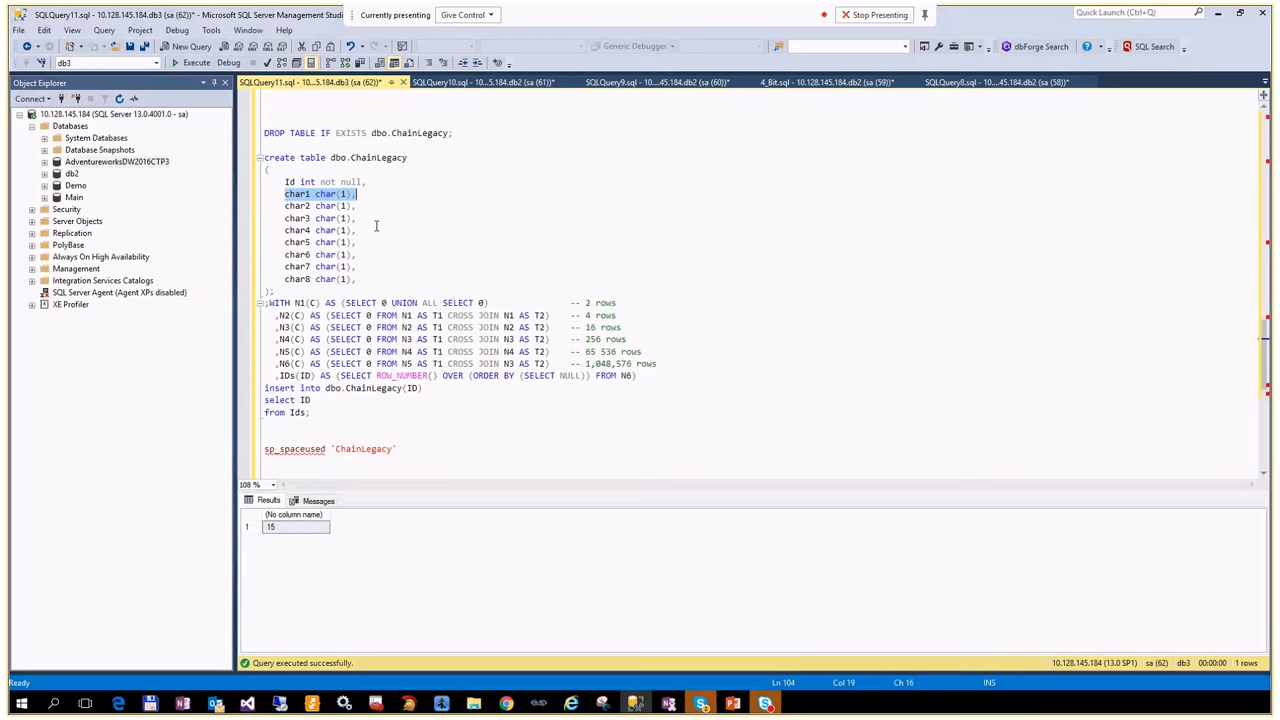 SQLQuery11.sql - 10.128.145.184.db3 (sa (62))* - Microsoft SQL Server Management Studi
Currently presenting
Give Control
Stop Presenting
Quick Launch (Ctrl+Q)
File Edit View Query Project Debug Tools Window Help
New Query
Generic Debugger
dbForge Search
SQL Search
db3
Execute
Debug
Object Explorer
SQLQuery11.sql - 10...5.184.db3 (sa (62))*
SQLQuery10.sql - 10...5.184.db2 (sa (61))*
SQLQuery9.sql - 10....45.184.db2 (sa (60))*
4_Bit.sql - 10.128.145.184.db2 (sa (59))*
SQLQuery8.sql - 10....45.184.db2 (sa (58))*
Connect
10.128.145.184 (SQL Server 13.0.4001.0 - sa)
Databases
System Databases
Database Snapshots
AdventureworksDW2016CTP3
db2
Demo
Main
Security
Server Objects
Replication
PolyBase
Always On High Availability
Management
Integration Services Catalogs
SQL Server Agent (Agent XPs disabled)
XE Profiler
DROP TABLE IF EXISTS dbo.ChainLegacy;
create table dbo.ChainLegacy
(
Id int not null,
char1 char(1),
char2 char(1),
char3 char(1),
char4 char(1),
char5 char(1),
char6 char(1),
char7 char(1),
char8 char(1),
);
;WITH N1(C) AS (SELECT 0 UNION ALL SELECT 0) -- 2 rows
,N2(C) AS (SELECT 0 FROM N1 AS T1 CROSS JOIN N1 AS T2) -- 4 rows
,N3(C) AS (SELECT 0 FROM N2 AS T1 CROSS JOIN N2 AS T2) -- 16 rows
,N4(C) AS (SELECT 0 FROM N3 AS T1 CROSS JOIN N3 AS T2) -- 256 rows
,N5(C) AS (SELECT 0 FROM N4 AS T1 CROSS JOIN N4 AS T2) -- 65 536 rows
,N6(C) AS (SELECT 0 FROM N5 AS T1 CROSS JOIN N3 AS T2) -- 1,048,576 rows
,IDs(ID) AS (SELECT ROW_NUMBER() OVER (ORDER BY (SELECT NULL)) FROM N6)
insert into dbo.ChainLegacy(ID)
select ID
from Ids;
sp_spaceused 'ChainLegacy'
108 %
Results
Messages
(No column name)
1 15
Query executed successfully.
10.128.145.184 (13.0 SP1) sa (62) db3 00:00:00 1 rows
Ready
Ln 104 Col 19 Ch 16 INS